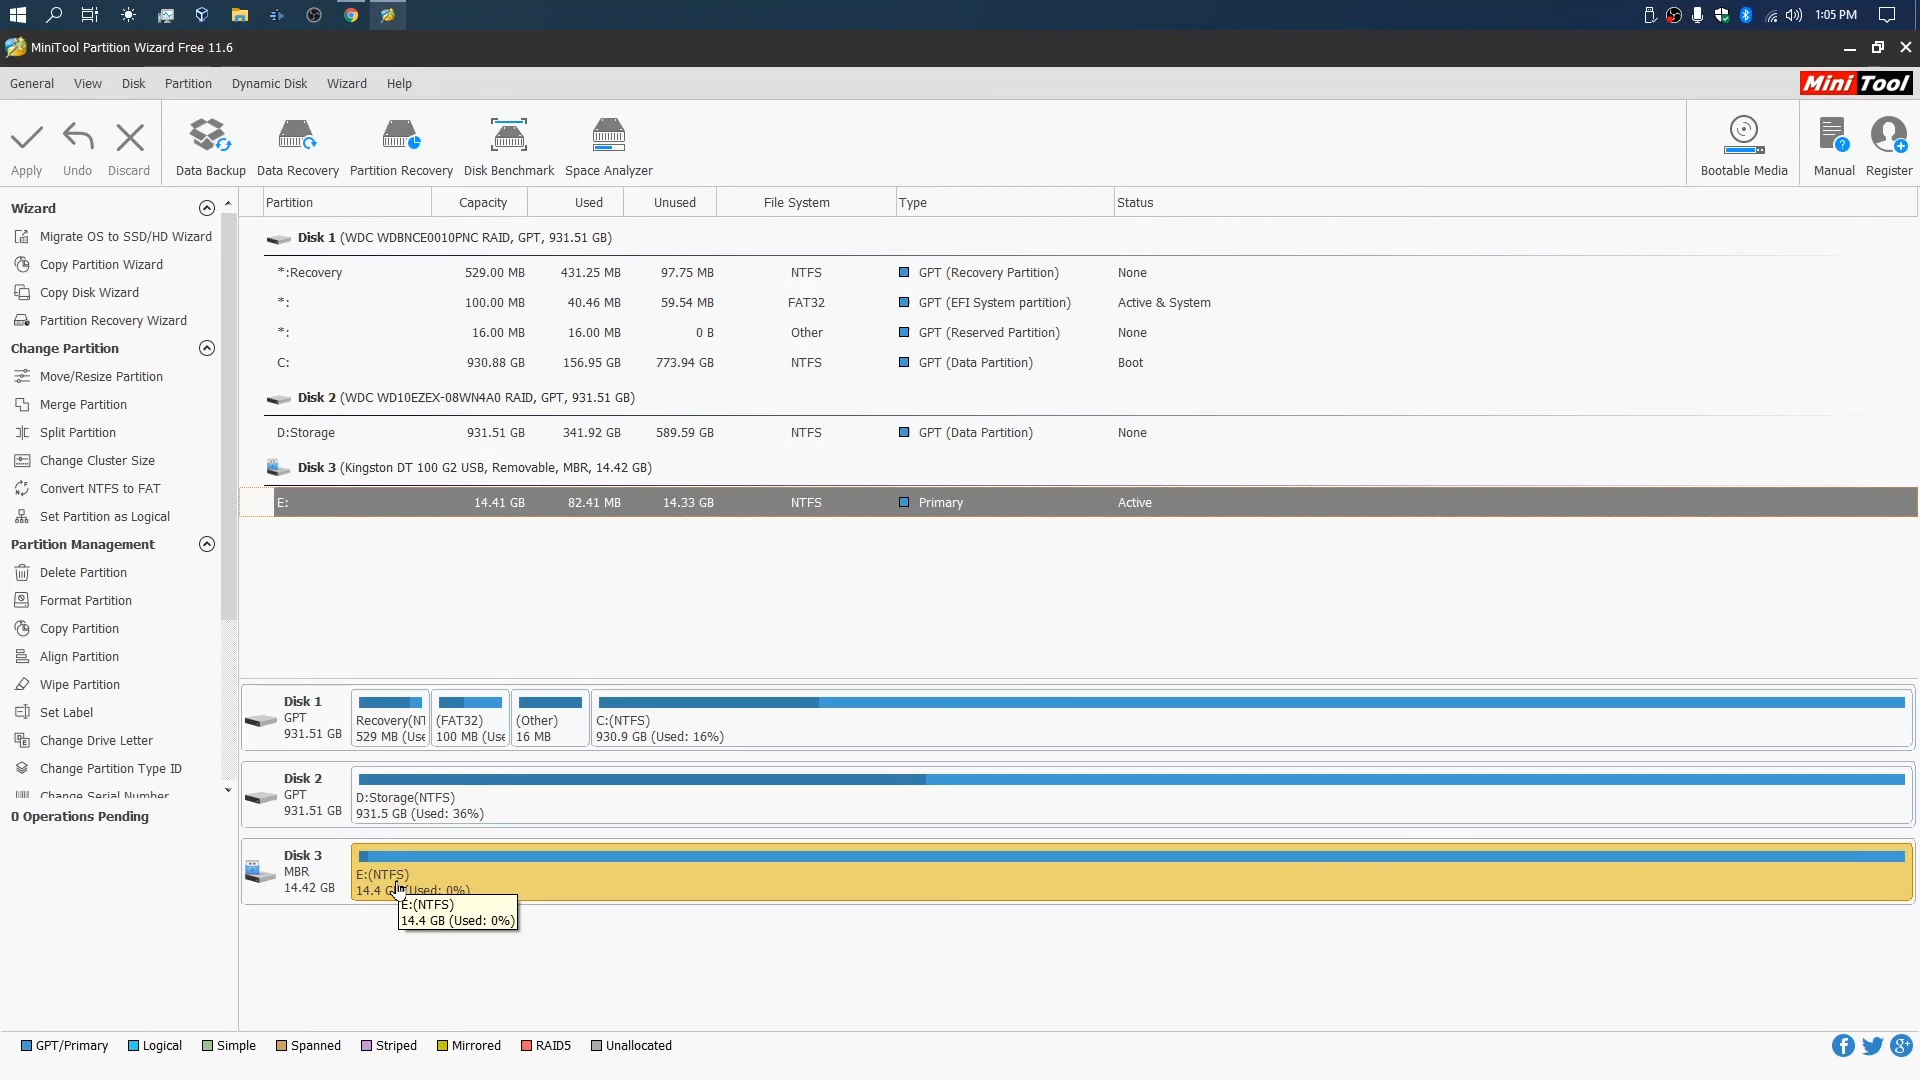 1:05 PM
MiniTool Partition Wizard Free 11.6
General View Disk Partition Dynamic Disk Wizard Help
Mini Tool
Apply Undo Discard Data Backup Data Recovery Partition Recovery Disk Benchmark Space Analyzer Bootable Media Manual Register
Wizard
Migrate OS to SSD/HD Wizard
Copy Partition Wizard
Copy Disk Wizard
Partition Recovery Wizard
Change Partition
Move/Resize Partition
Merge Partition
Split Partition
Change Cluster Size
Convert NTFS to FAT
Set Partition as Logical
Partition Management
Delete Partition
Format Partition
Copy Partition
Align Partition
Wipe Partition
Set Label
Change Drive Letter
Change Partition Type ID
Change Serial Number
0 Operations Pending
Partition Capacity Used Unused File System Type Status
Disk 1 (WDC WDBNCE0010PNC RAID, GPT, 931.51 GB)
*:Recovery 529.00 MB 431.25 MB 97.75 MB NTFS GPT (Recovery Partition) None
*: 100.00 MB 40.46 MB 59.54 MB FAT32 GPT (EFI System partition) Active & System
*: 16.00 MB 16.00 MB 0 B Other GPT (Reserved Partition) None
C: 930.88 GB 156.95 GB 773.94 GB NTFS GPT (Data Partition) Boot
Disk 2 (WDC WD10EZEX-08WN4A0 RAID, GPT, 931.51 GB)
D:Storage 931.51 GB 341.92 GB 589.59 GB NTFS GPT (Data Partition) None
Disk 3 (Kingston DT 100 G2 USB, Removable, MBR, 14.42 GB)
E: 14.41 GB 82.41 MB 14.33 GB NTFS Primary Active
Disk 1
GPT
931.51 GB
Recovery(NT
529 MB (Use
(FAT32)
100 MB (Use
(Other)
16 MB
C:(NTFS)
930.9 GB (Used: 16%)
Disk 2
GPT
931.51 GB
D:Storage(NTFS)
931.5 GB (Used: 36%)
Disk 3
MBR
14.42 GB
E:(NTFS)
14.4 G (Used: 0%)
E:(NTFS)
14.4 GB (Used: 0%)
GPT/Primary Logical Simple Spanned Striped Mirrored RAID5 Unallocated